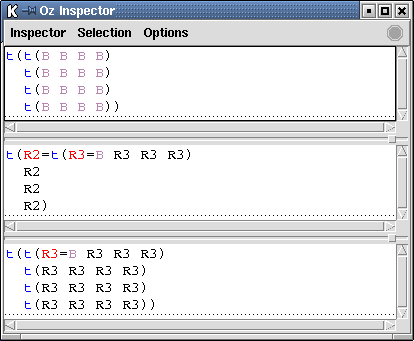 Oz Inspector
Inspector Selection Options
t(t(B B B B)
t(B B B B)
t(B B B B)
t(B B B B))
t(R2=t(R3=B R3 R3 R3)
R2
R2
R2)
t(t(R3=B R3 R3 R3)
t(R3 R3 R3 R3)
t(R3 R3 R3 R3)
t(R3 R3 R3 R3))